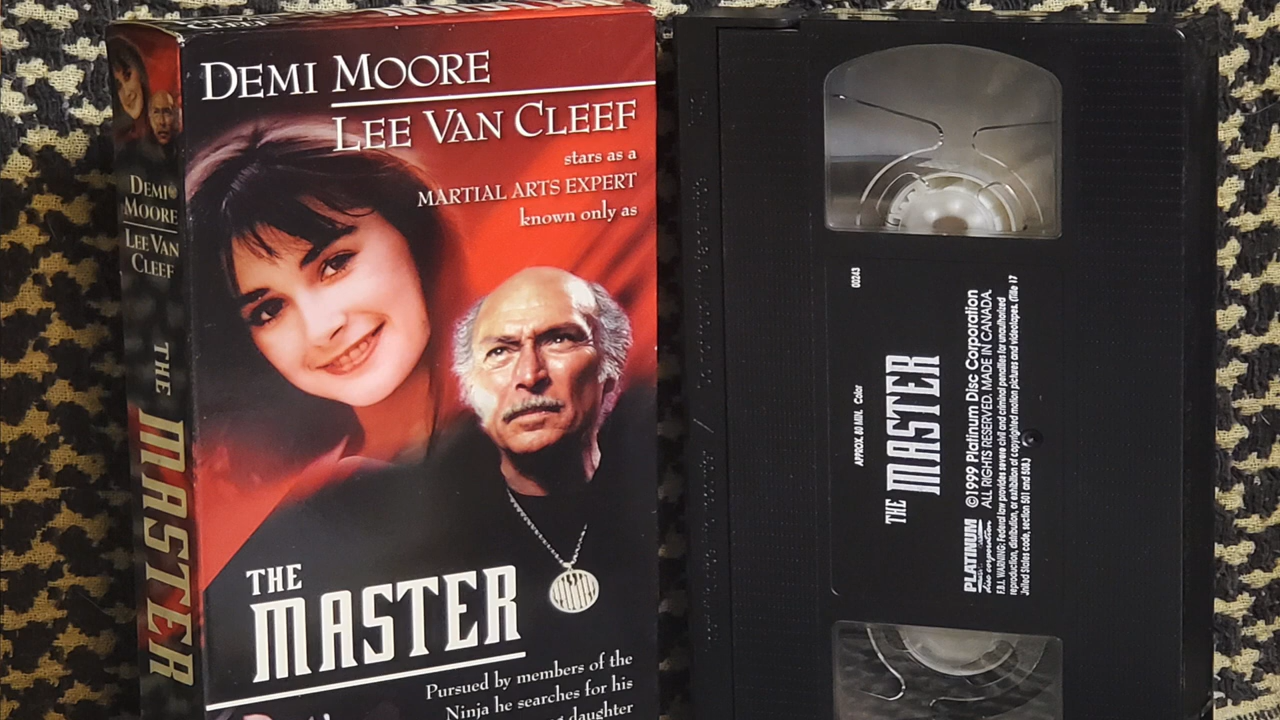 DEMI MOORE
LEE VAN CLEEF
stars as a
MARTIAL ARTS EXPERT
known only as
THE
MASTER
Pursued by members of the
Ninja he searches for his
daughter
DEMI
MOORE
LEE VAN
CLEEF
THE MASTER
00243
APPROX. 80 MIN. Color
THE MASTER
PLATINUM
disc corporation
©1999 Platinum Disc Corporation
ALL RIGHTS RESERVED. MADE IN CANADA.
F.B.I. WARNING: Federal law provides severe civil and criminal penalties for unauthorized
reproduction, distribution, or exhibition of copyrighted motion pictures and videotapes. (Title 17
United States code, section 501 and 508.)